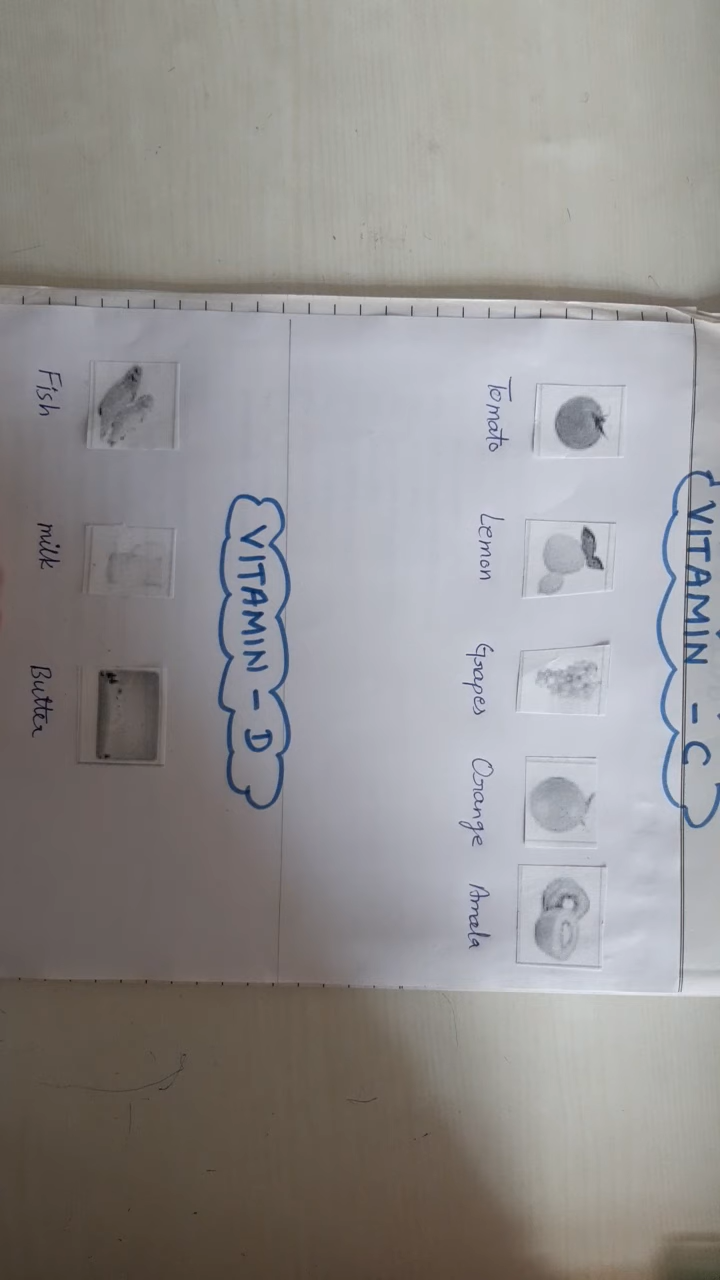 VITAMIN - C
Tomato Lemon Grapes Orange Amala
VITAMIN - D
Fish milk Butter